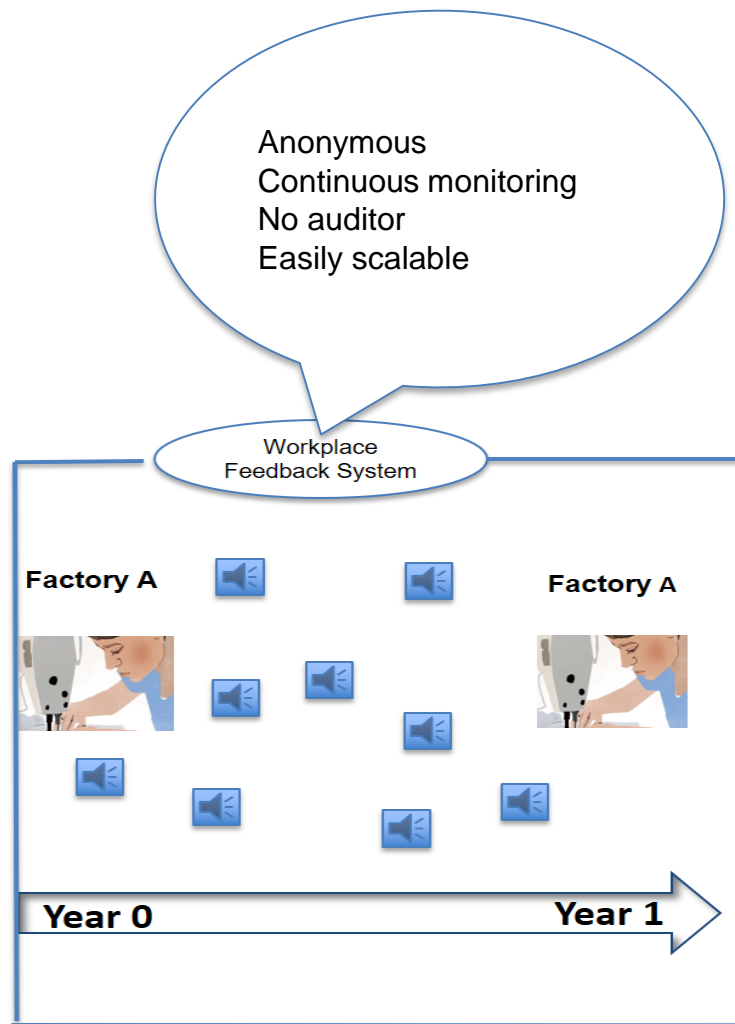 Anonymous
Continuous monitoring
No auditor
Easily scalable
Workplace
Feedback System
Factory A
Factory A
Year 0
Year 1